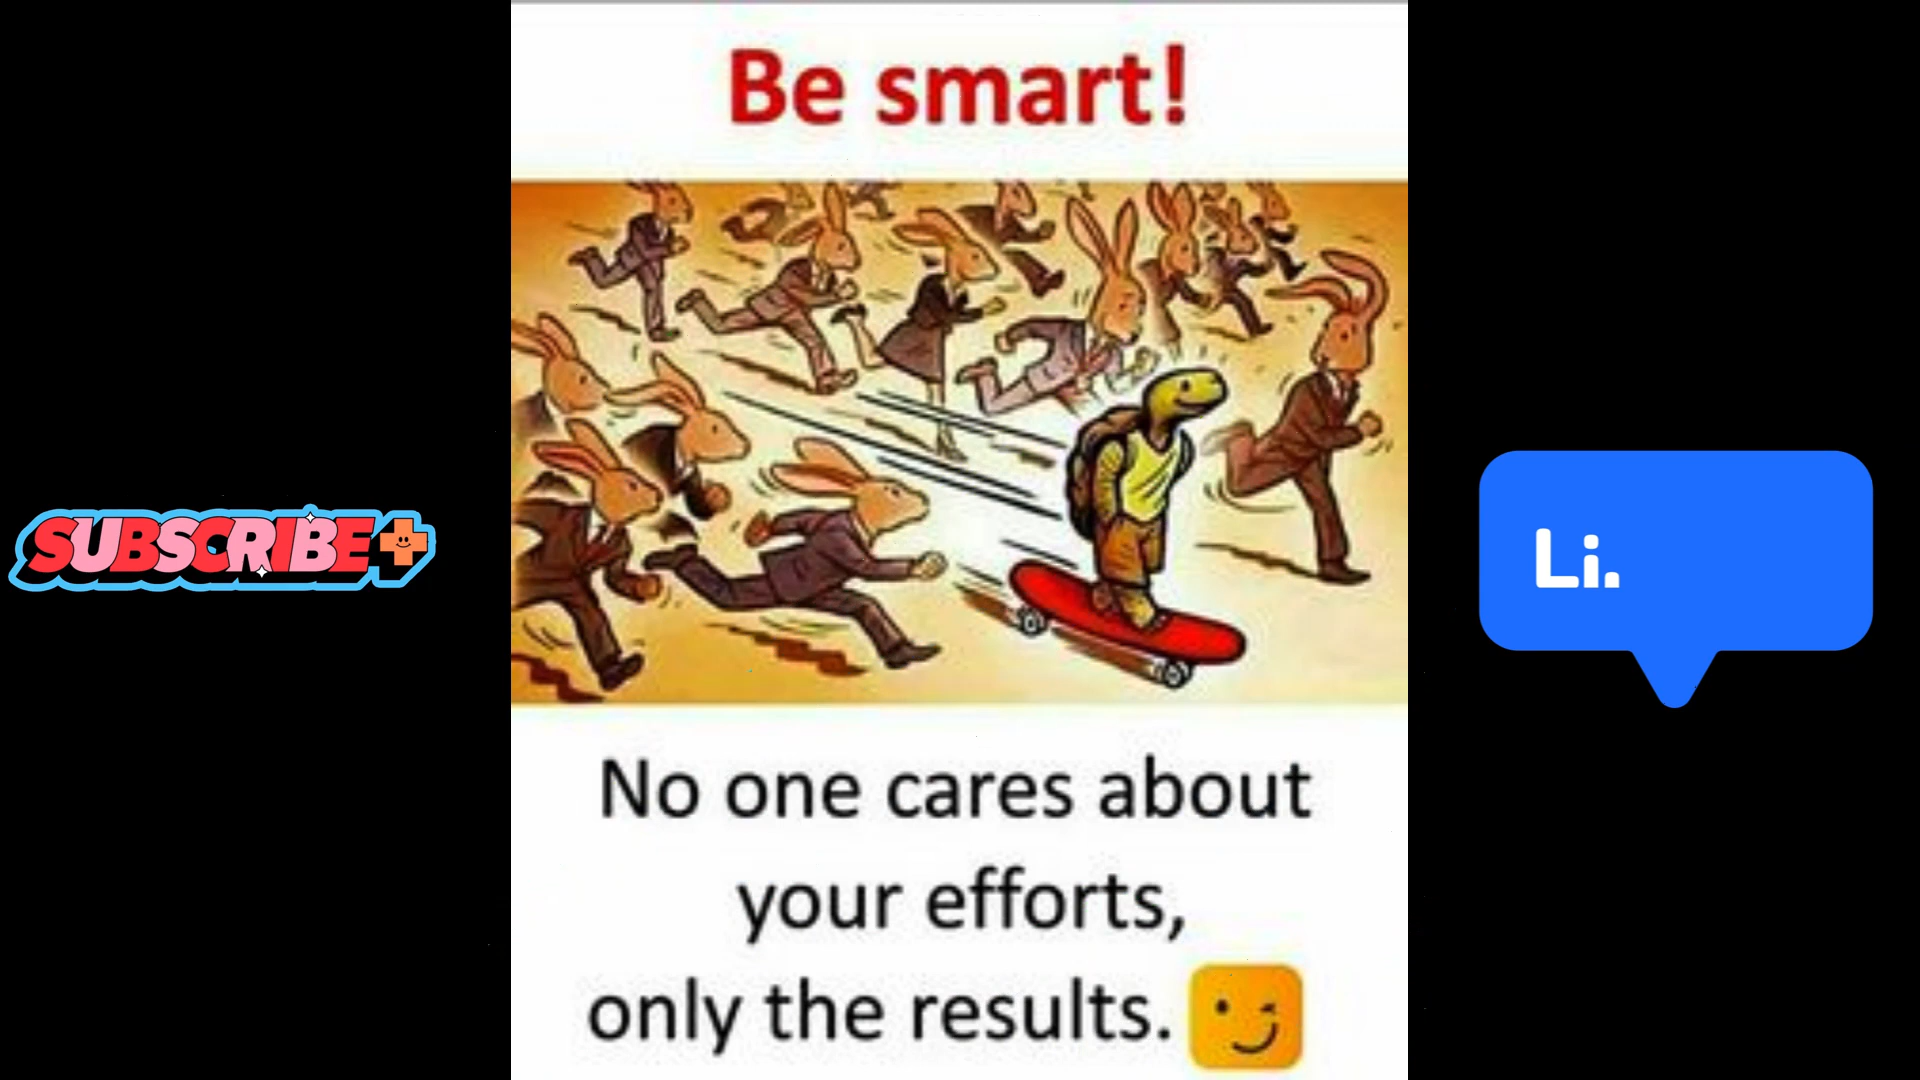 Be smart!
SUBSCRIBE
Li.
No one cares about
your efforts,
only the results.